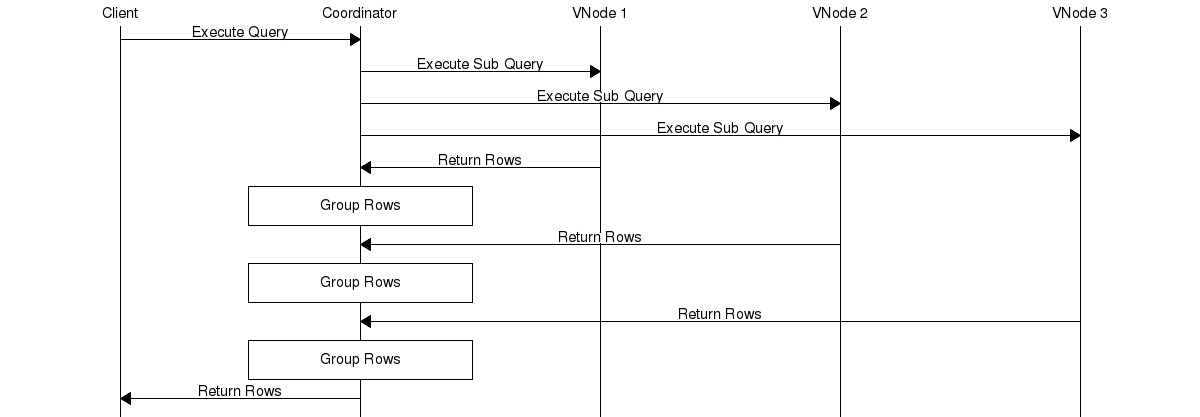 Client
Coordinator
VNode 1
VNode 2
VNode 3
Execute Query
Execute Sub Query
Execute Sub Query
Execute Sub Query
Return Rows
Group Rows
Return Rows
Group Rows
Return Rows
Group Rows
Return Rows